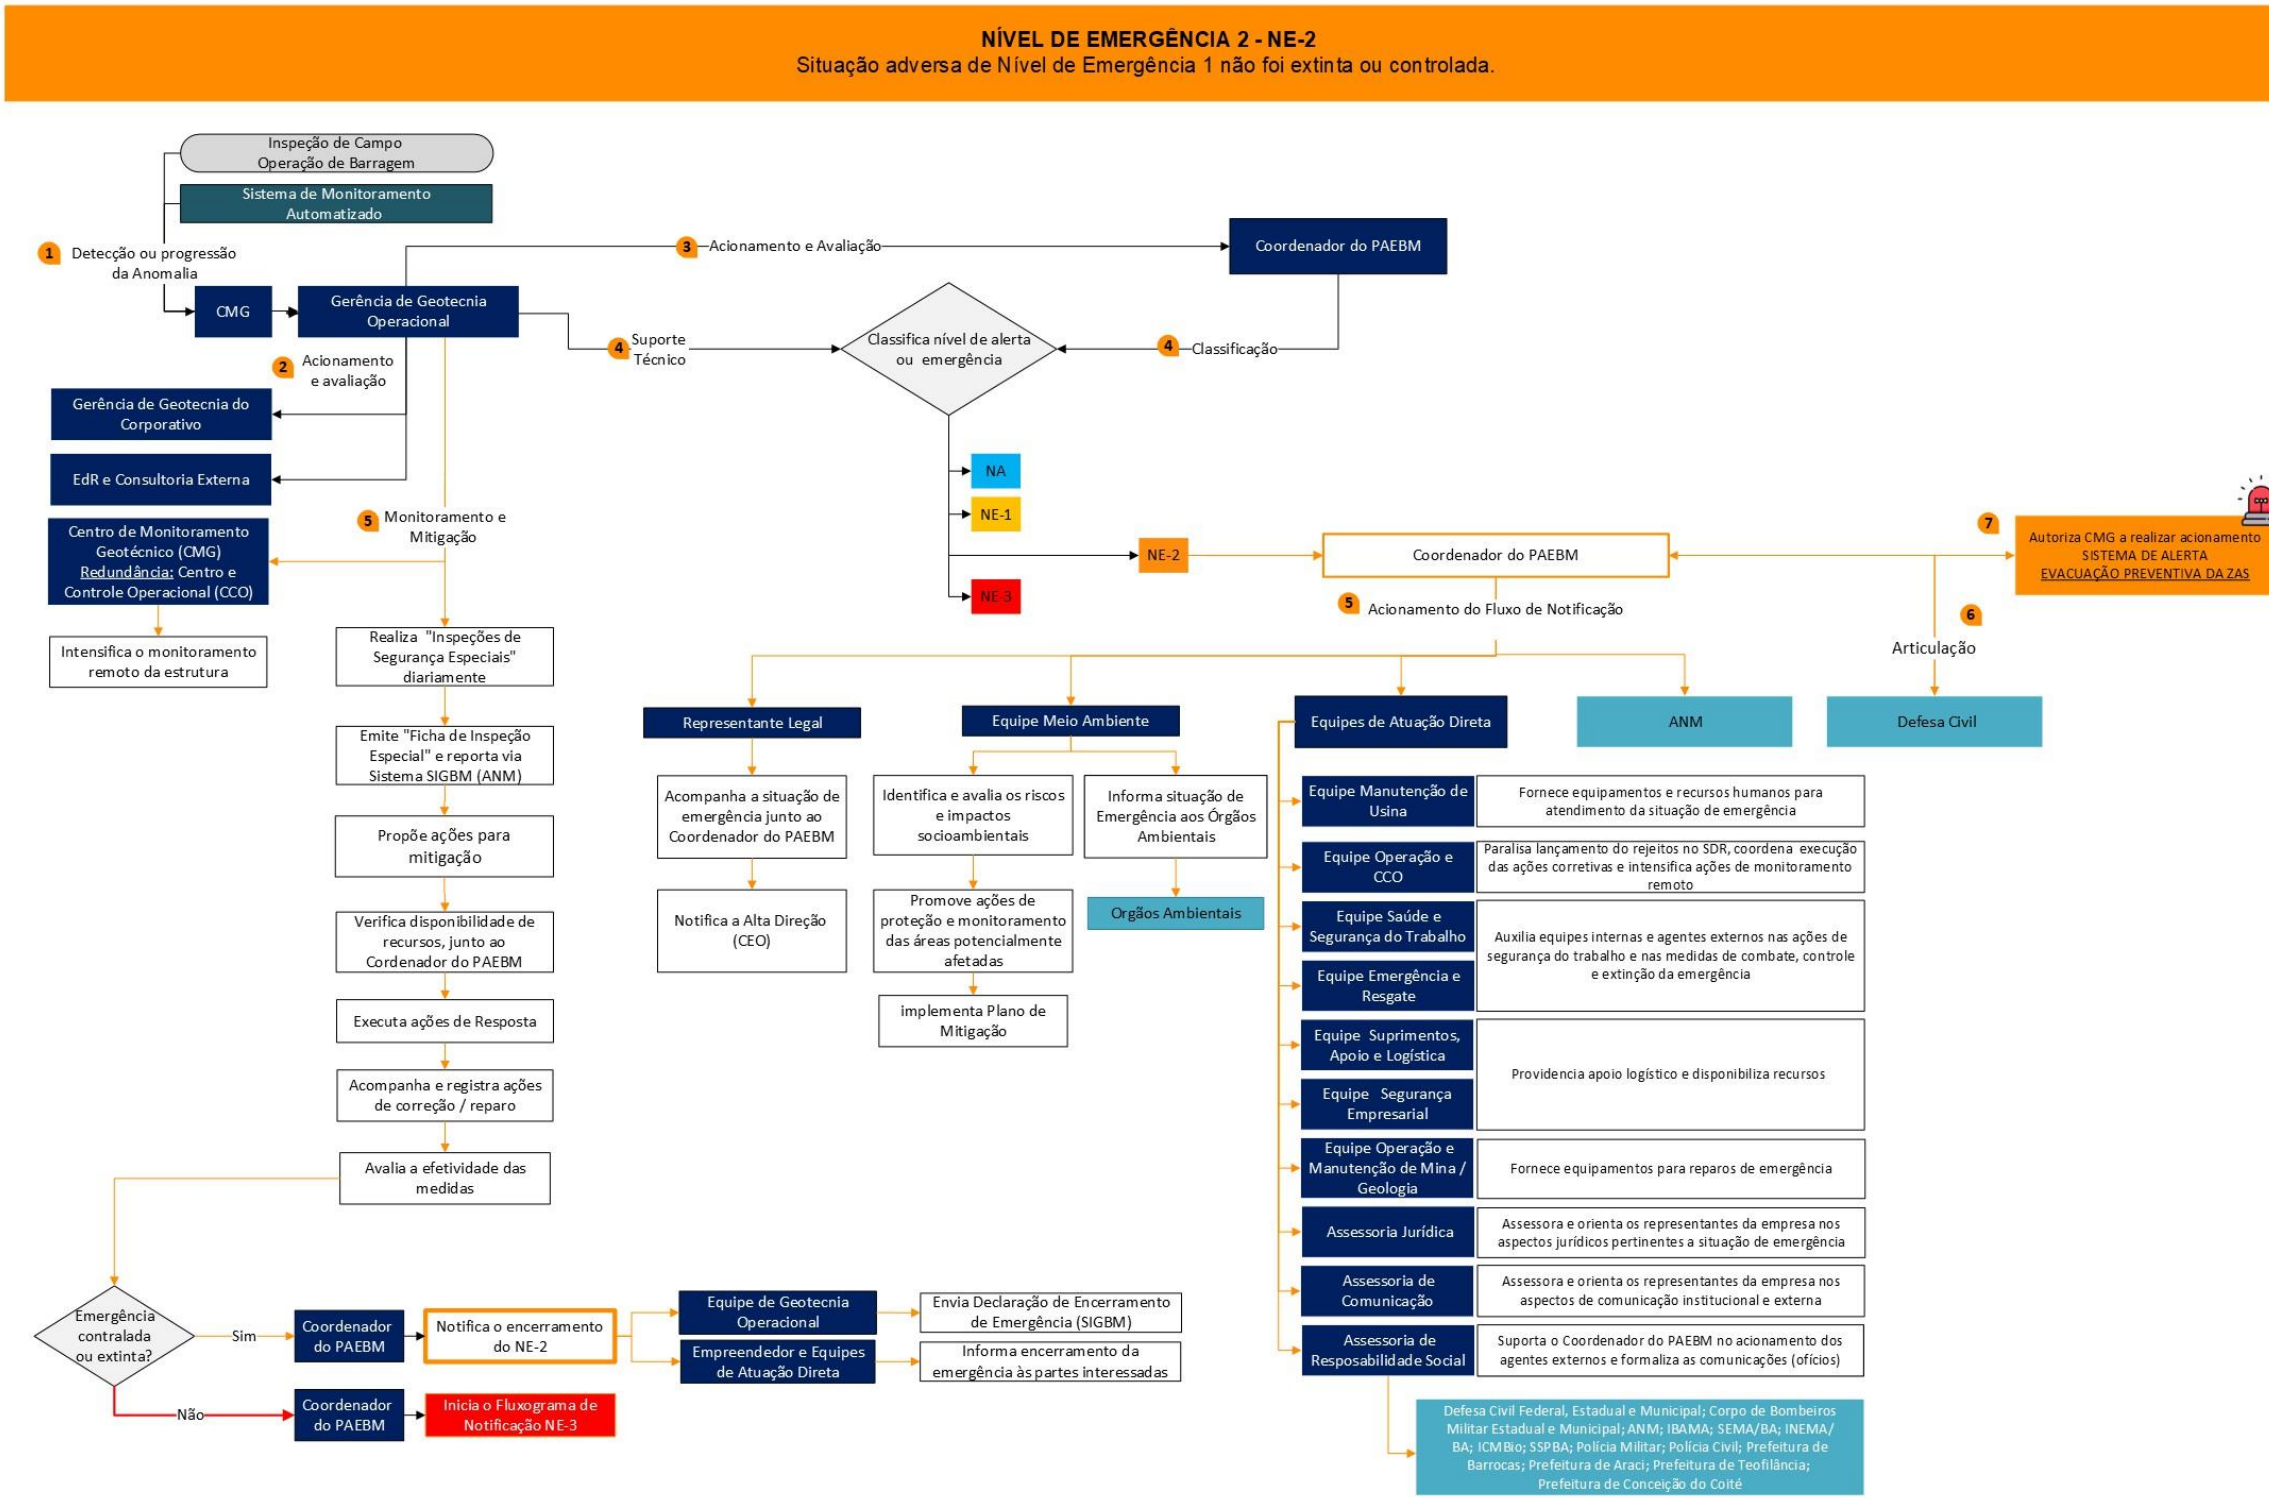 NÍVEL DE EMERGÊNCIA 2 - NE-2
Situação adversa de Nível de Emergência 1 não foi extinta ou controlada.
Inspeção de Campo
Operação de Barragem
Sistema de Monitoramento
Automatizado
1
Detecção ou progressão
da Anomalia
CMG
Gerência de Geotecnia
Operacional
3
Acionamento e Avaliação
Coordenador do PAEBM
2
Acionamento
e avaliação
4
Suporte
Técnico
Classifica nível de alerta
ou emergência
4
Classificação
Gerência de Geotecnia do
Corporativo
EdR e Consultoria Externa
5
Monitoramento e
Mitigação
Centro de Monitoramento
Geotécnico (CMG)
Redundância: Centro e
Controle Operacional (CCO)
Intensifica o monitoramento
remoto da estrutura
NA
NE-1
NE-2
NE-3
Coordenador do PAEBM
7
Autoriza CMG a realizar acionamento
SISTEMA DE ALERTA
EVACUAÇÃO PREVENTIVA DA ZAS
5
Acionamento do Fluxo de Notificação
6
Articulação
Realiza "Inspeções de
Segurança Especiais"
diariamente
Emite "Ficha de Inspeção
Especial" e reporta via
Sistema SIGBM (ANM)
Propõe ações para
mitigação
Verifica disponibilidade de
recursos, junto ao
Cordenador do PAEBM
Executa ações de Resposta
Acompanha e registra ações
de correção / reparo
Avalia a efetividade das
medidas
Representante Legal
Acompanha a situação de
emergência junto ao
Coordenador do PAEBM
Notifica a Alta Direção
(CEO)
Equipe Meio Ambiente
Identifica e avalia os riscos
e impactos
socioambientais
Promove ações de
proteção e monitoramento
das áreas potencialmente
afetadas
implementa Plano de
Mitigação
Informa situação de
Emergência aos Órgãos
Ambientais
Orgãos Ambientais
Equipes de Atuação Direta
ANM
Defesa Civil
Equipe Manutenção de
Usina
Fornece equipamentos e recursos humanos para
atendimento da situação de emergência
Equipe Operação e
CCO
Paralisa lançamento do rejeitos no SDR, coordena execução
das ações corretivas e intensifica ações de monitoramento
remoto
Equipe Saúde e
Segurança do Trabalho
Equipe Emergência e
Resgate
Auxilia equipes internas e agentes externos nas ações de
segurança do trabalho e nas medidas de combate, controle
e extinção da emergência
Equipe Suprimentos,
Apoio e Logística
Equipe Segurança
Empresarial
Providencia apoio logístico e disponibiliza recursos
Equipe Operação e
Manutenção de Mina /
Geologia
Fornece equipamentos para reparos de emergência
Assessoria Jurídica
Assessora e orienta os representantes da empresa nos
aspectos jurídicos pertinentes a situação de emergência
Assessoria de
Comunicação
Assessora e orienta os representantes da empresa nos
aspectos de comunicação institucional e externa
Assessoria de
Resposabilidade Social
Suporta o Coordenador do PAEBM no acionamento dos
agentes externos e formaliza as comunicações (ofícios)
Defesa Civil Federal, Estadual e Municipal; Corpo de Bombeiros
Militar Estadual e Municipal; ANM; IBAMA; SEMA/BA; INEMA/
BA; ICMBio; SSPBA; Polícia Militar; Polícia Civil; Prefeitura de
Barrocas; Prefeitura de Araci; Prefeitura de Teofilância;
Prefeitura de Conceição do Coité
Emergência
contralada
ou extinta?
Sim
Coordenador
do PAEBM
Notifica o encerramento
do NE-2
Equipe de Geotecnia
Operacional
Envia Declaração de Encerramento
de Emergência (SIGBM)
Empreendedor e Equipes
de Atuação Direta
Informa encerramento da
emergência às partes interessadas
Não
Coordenador
do PAEBM
Inicia o Fluxograma de
Notificação NE-3